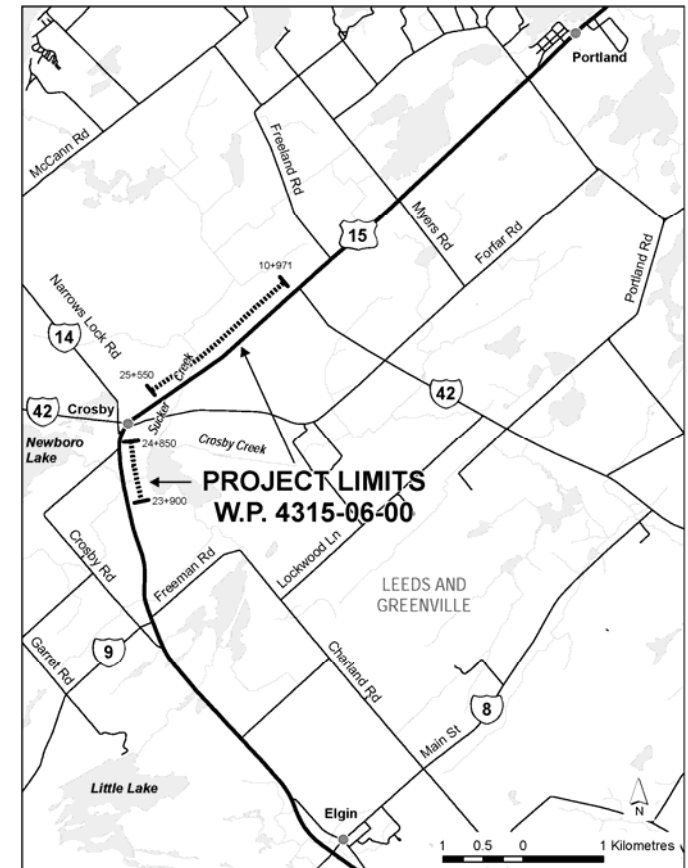 Portland
McCann Rd
Freeland Rd
Myers Rd
15
Forfar Rd
Portland Rd
10+971
Narrows Lock Rd
14
25+550
Sucker Creek
42
Crosby
42
Newboro
Lake
24+850
Crosby Creek
PROJECT LIMITS
W.P. 4315-06-00
23+900
Crosby Rd
Freeman Rd
Lockwood Ln
LEEDS AND
GREENVILLE
Garret Rd
9
Charland Rd
8
Main St
Little Lake
Elgin
N
1 0.5 0 1 Kilometres